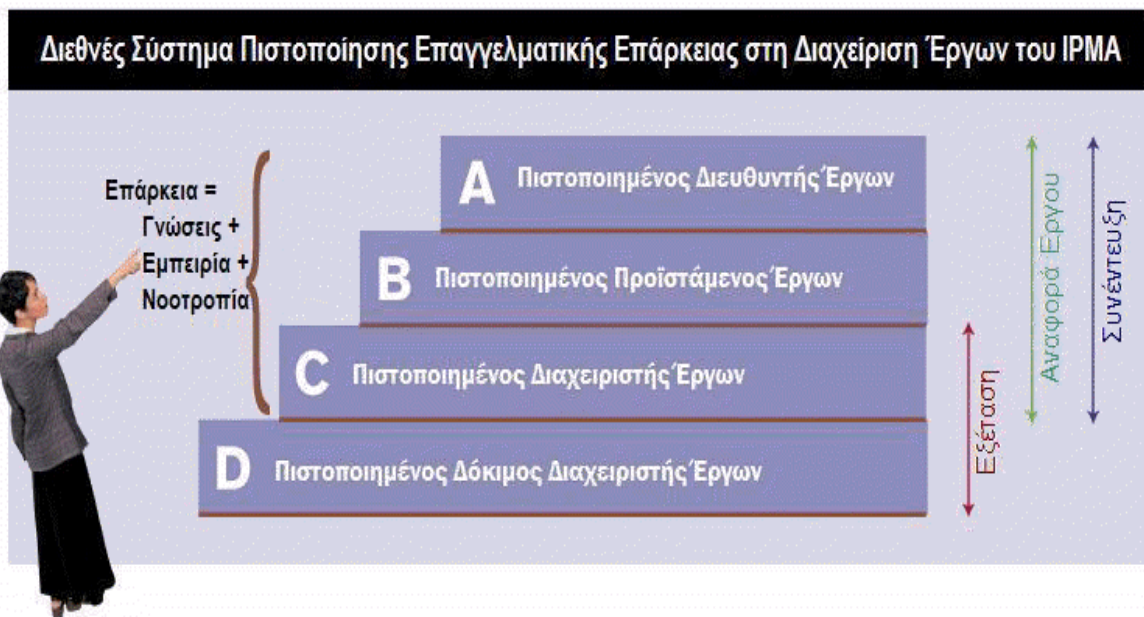 Διεθνές Σύστημα Πιστοποίησης Επαγγελματικής Επάρκειας στη Διαχείριση Έργων του IPMA
Επάρκεια =
Γνώσεις +
Εμπειρία +
Νοοτροπία
A Πιστοποιημένος Διευθυντής Έργων
B Πιστοποιημένος Προϊστάμενος Έργων
C Πιστοποιημένος Διαχειριστής Έργων
D Πιστοποιημένος Δόκιμος Διαχειριστής Έργων
Εξέταση
Αναφορά Εργου
Συνέντευξη